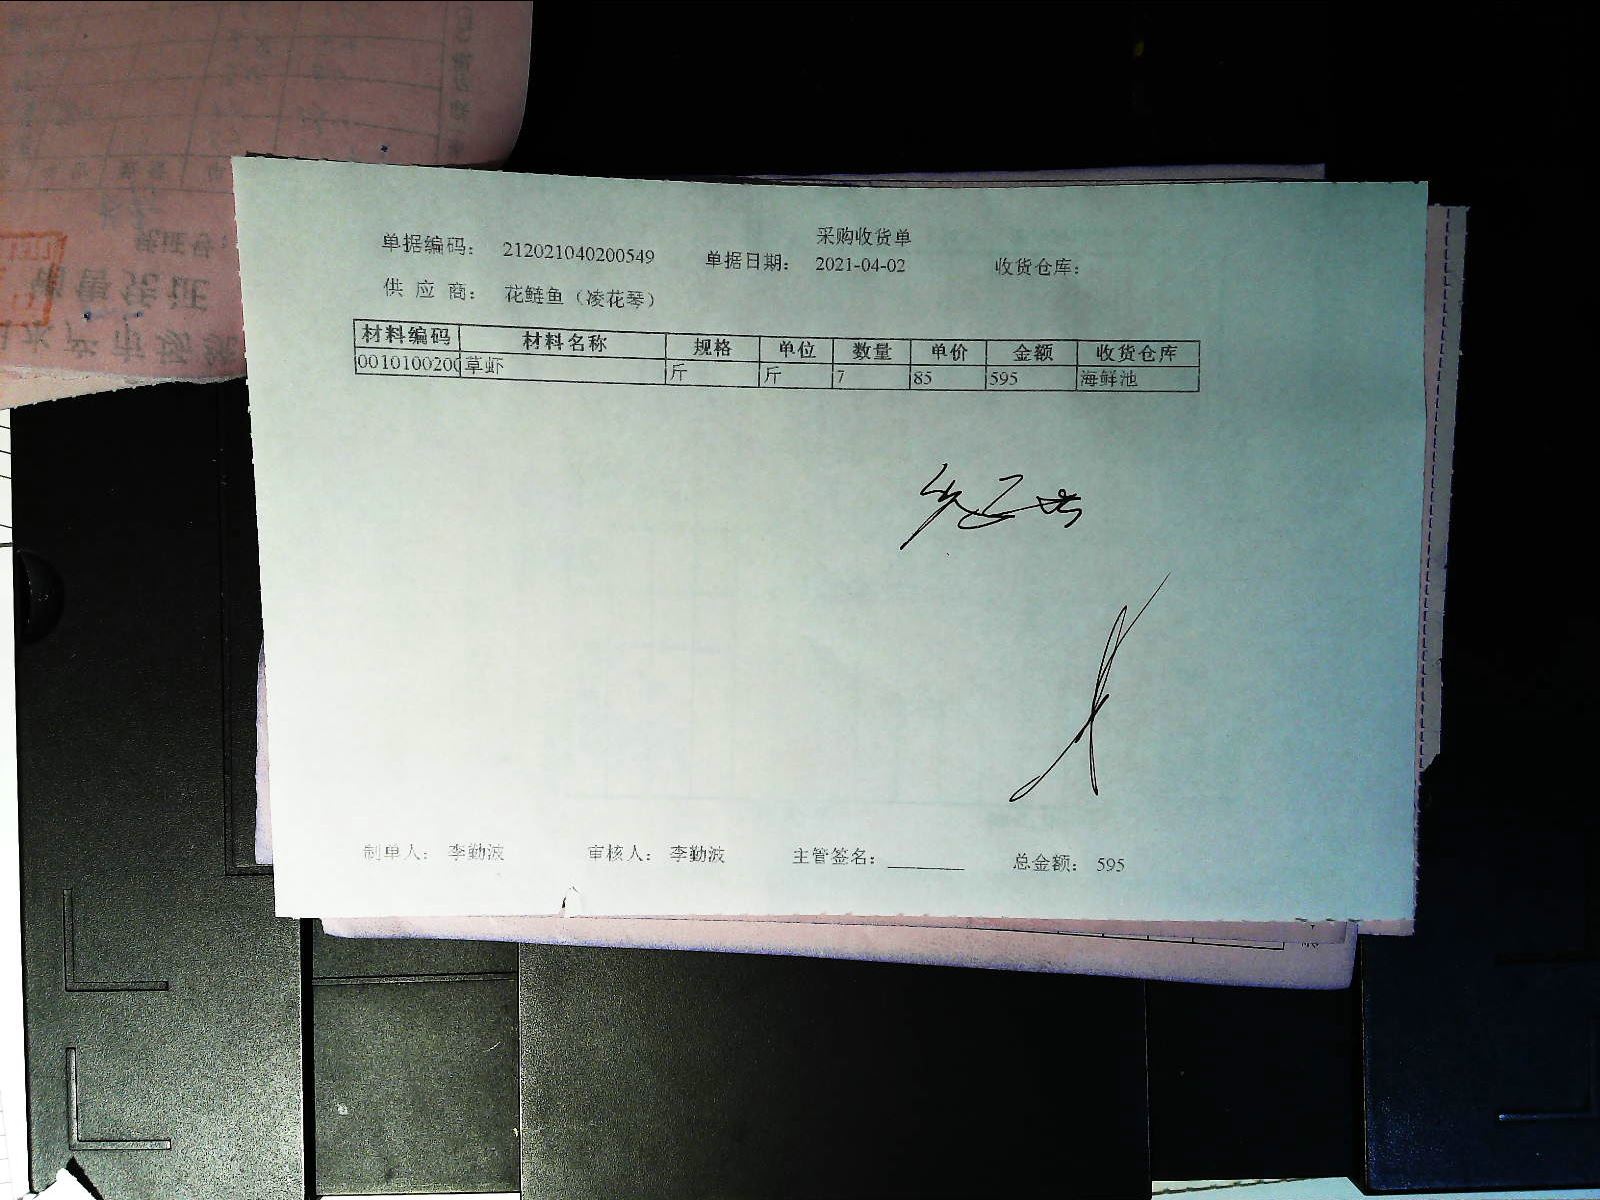 采购收货单
单据编码： 212021040200549 单据日期： 2021-04-02 收货仓库：
供 应 商： 花鲢鱼（凌花琴）
材料编码 材料名称 规格 单位 数量 单价 金额 收货仓库
0010100200 草虾 斤 斤 7 85 595 海鲜池
制单人： 李勤波 审核人： 李勤波 主管签名：______ 总金额： 595